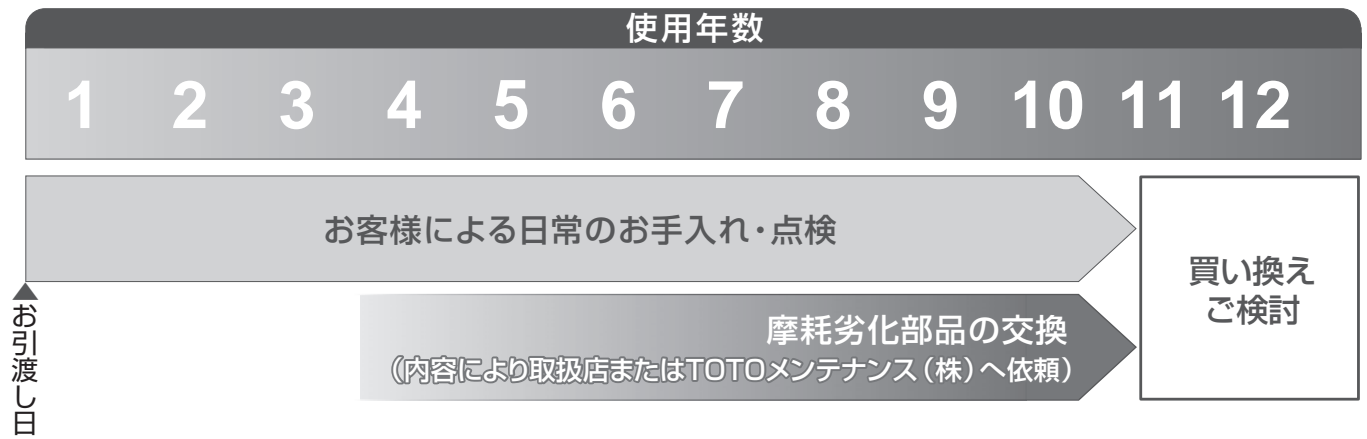 使用年数
1 2 3 4 5 6 7 8 9 10 11 12
お客様による日常のお手入れ・点検
買い換え
ご検討
摩耗劣化部品の交換
（内容により取扱店またはTOTOメンテナンス（株）へ依頼）
お引渡し日